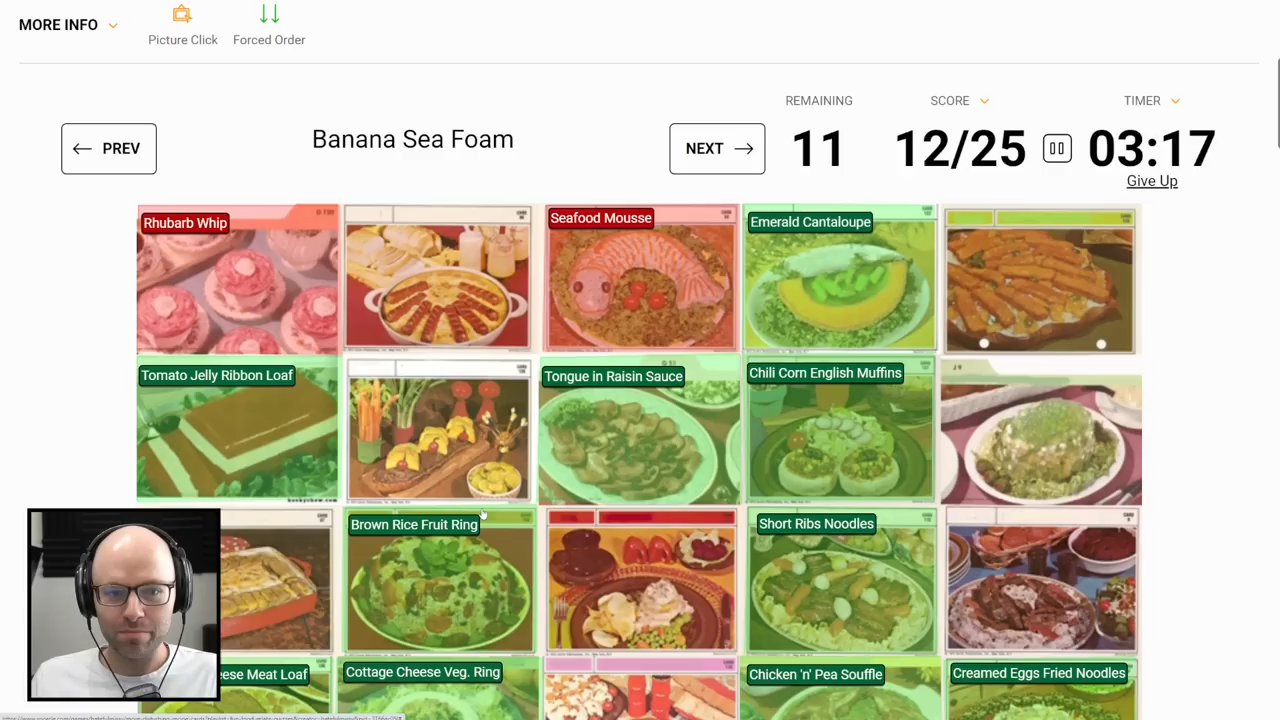 MORE INFO
Picture Click
Forced Order
REMAINING
SCORE
TIMER
PREV
Banana Sea Foam
NEXT
11
12/25
03:17
Give Up
Rhubarb Whip
Seafood Mousse
Emerald Cantaloupe
Tomato Jelly Ribbon Loaf
Tongue in Raisin Sauce
Chili Corn English Muffins
Brown Rice Fruit Ring
Short Ribs Noodles
eese Meat Loaf
Cottage Cheese Veg. Ring
Chicken 'n' Pea Souffle
Creamed Eggs Fried Noodles